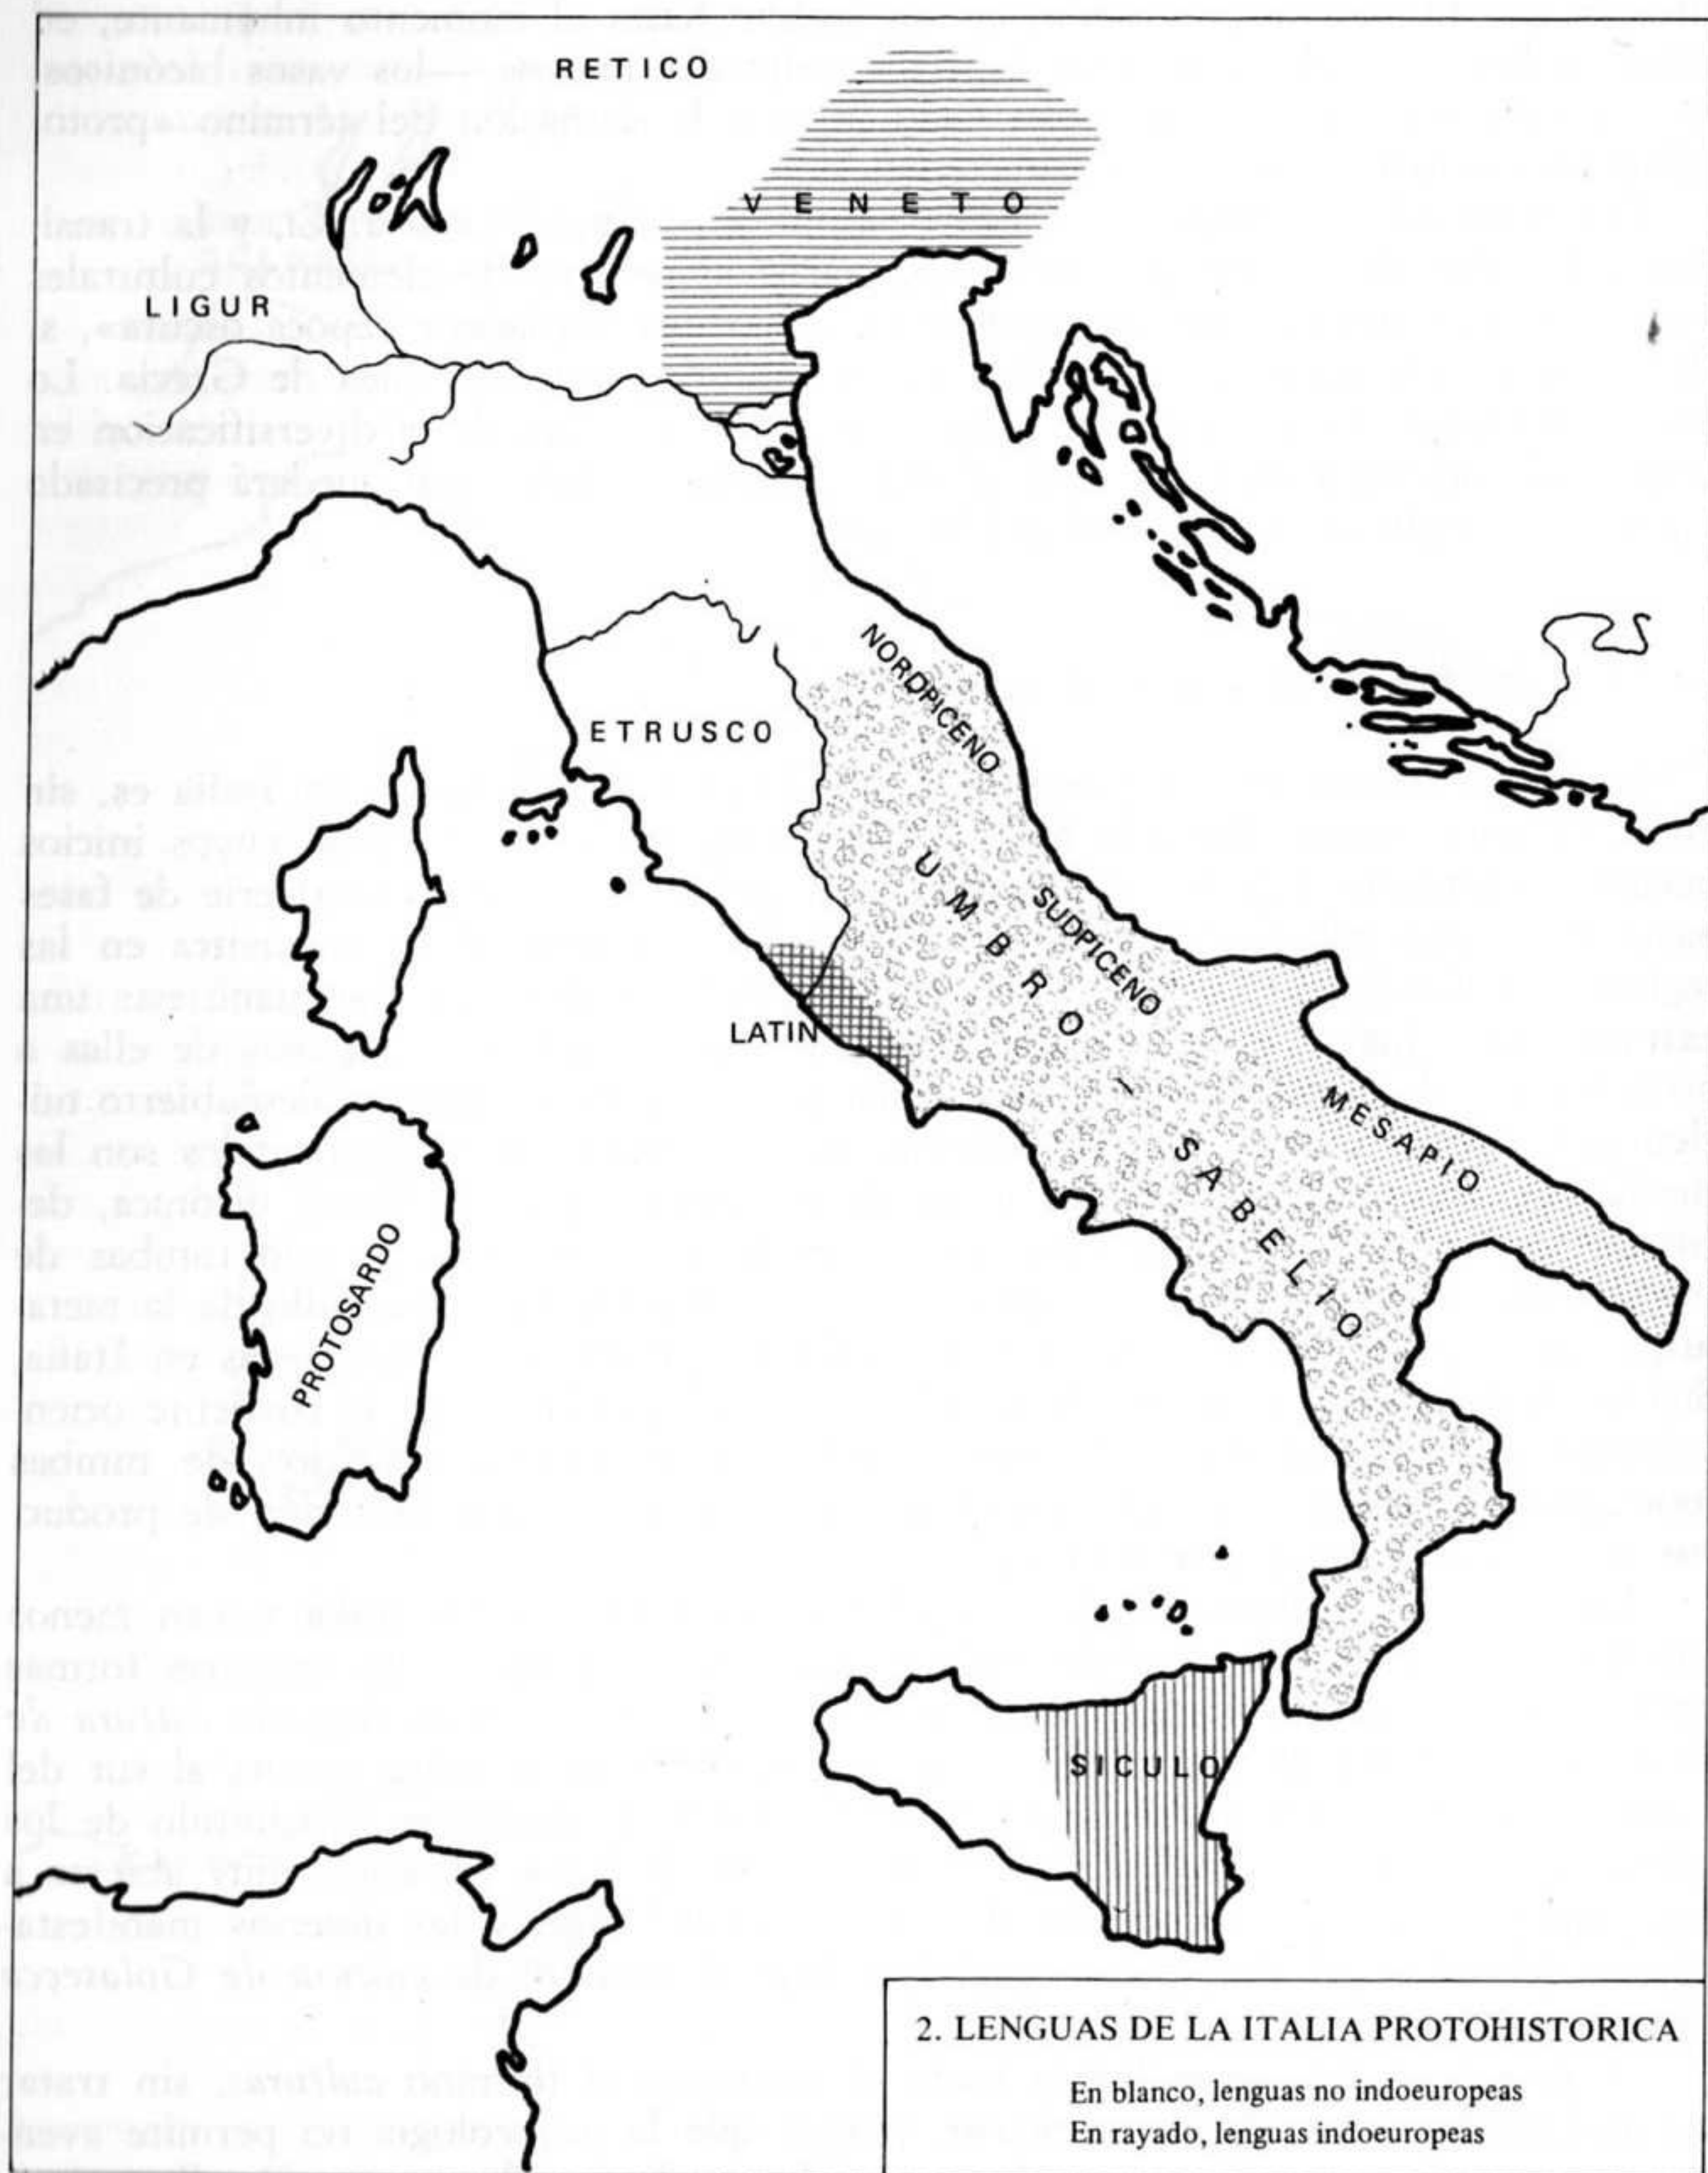 RETICO
VENETO
LIGUR
NORDPICENO
ETRUSCO
UMBRO - SABELIO
SUDPICENO
LATIN
MESAPIO
PROTOSARDO
SICULO
2. LENGUAS DE LA ITALIA PROTOHISTORICA
En blanco, lenguas no indoeuropeas
En rayado, lenguas indoeuropeas